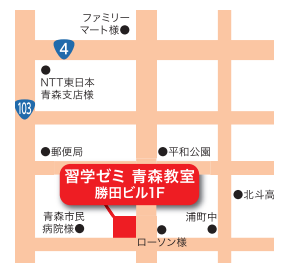 ファミリー
マート様
4
NTT東日本
青森支店様
103
郵便局
平和公園
習学ゼミ 青森教室
勝田ビル1F
北斗高
青森市民
病院様
浦町中
ローソン様